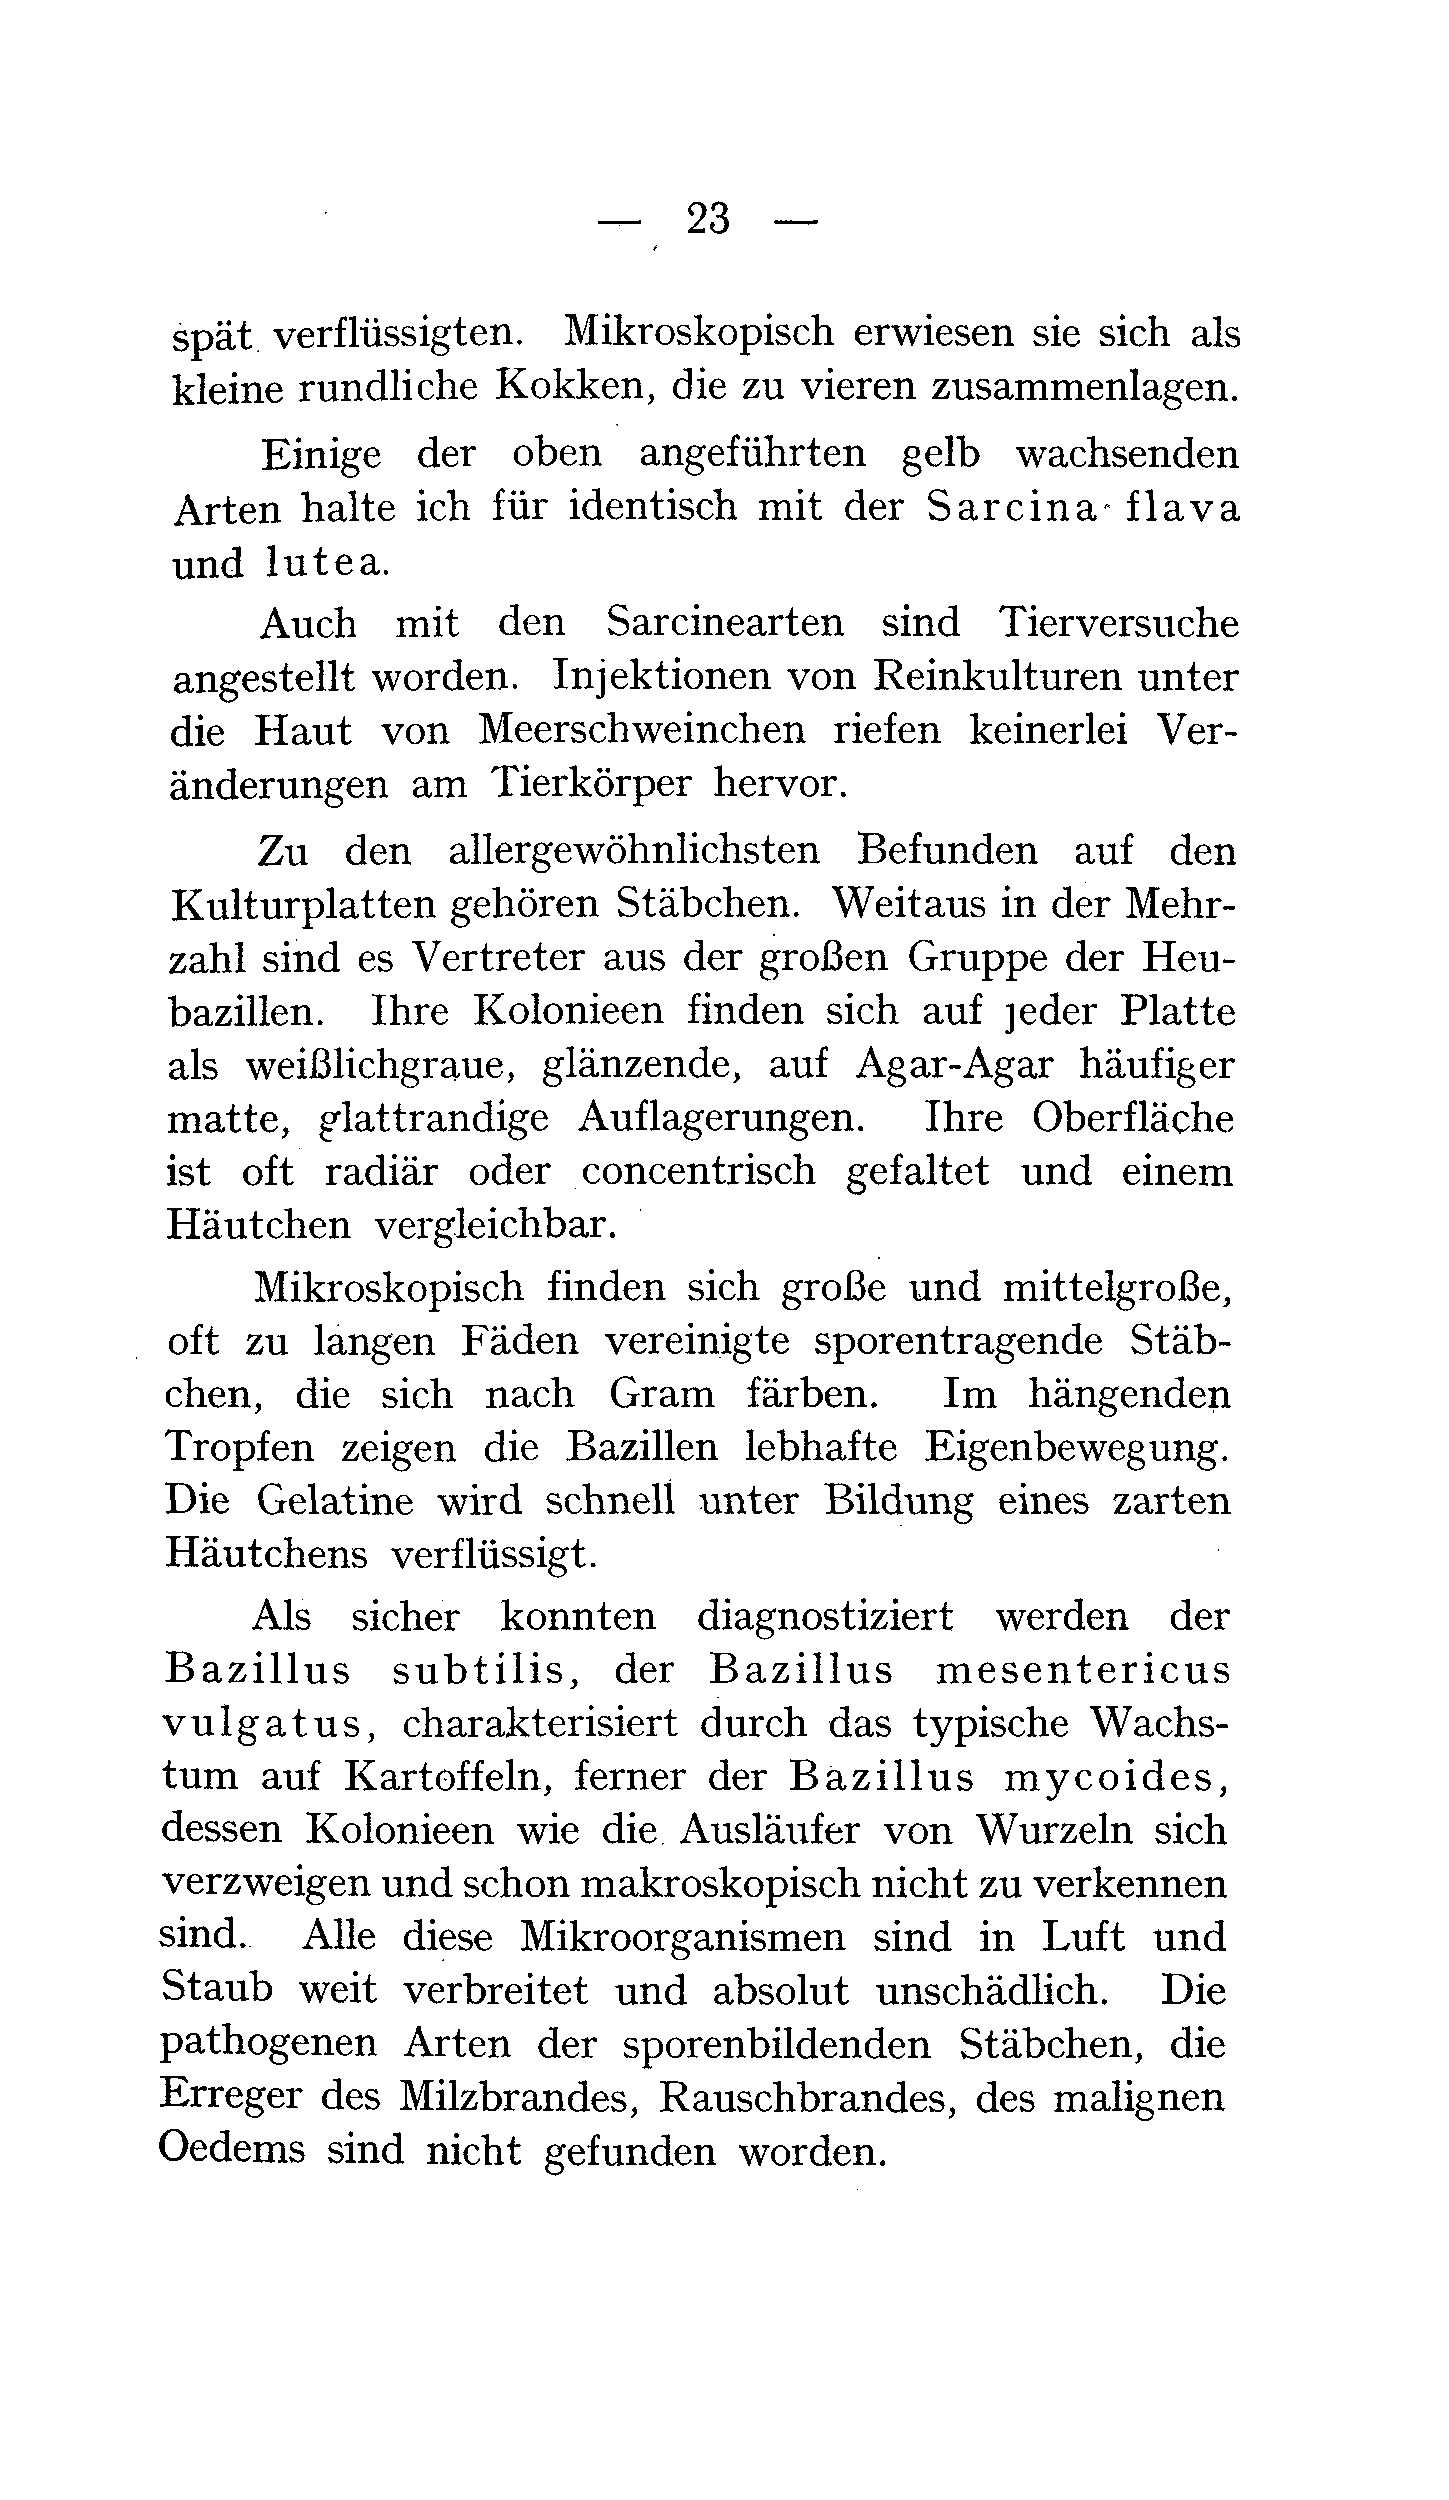 — 23 —
spät verflüssigten. Mikroskopisch erwiesen sie sich als
kleine rundliche Kokken, die zu vieren zusammenlagen.
Einige der oben angeführten gelb wachsenden
Arten halte ich für identisch mit der Sarcina flava
und lutea.
Auch mit den Sarcinearten sind Tierversuche
angestellt worden. Injektionen von Reinkulturen unter
die Haut von Meerschweinchen riefen keinerlei Ver-
änderungen am Tierkörper hervor.
Zu den allergewöhnlichsten Befunden auf den
Kulturplatten gehören Stäbchen. Weitaus in der Mehr-
zahl sind es Vertreter aus der großen Gruppe der Heu-
bazillen. Ihre Kolonieen finden sich auf jeder Platte
als weißlichgraue, glänzende, auf Agar-Agar häufiger
matte, glattrandige Auflagerungen. Ihre Oberfläche
ist oft radiär oder concentrisch gefaltet und einem
Häutchen vergleichbar.
Mikroskopisch finden sich große und mittelgroße,
oft zu langen Fäden vereinigte sporentragende Stäb-
chen, die sich nach Gram färben. Im hängenden
Tropfen zeigen die Bazillen lebhafte Eigenbewegung.
Die Gelatine wird schnell unter Bildung eines zarten
Häutchens verflüssigt.
Als sicher konnten diagnostiziert werden der
Bazillus subtilis, der Bazillus mesentericus
vulgatus, charakterisiert durch das typische Wachs-
tum auf Kartoffeln, ferner der Bazillus mycoides,
dessen Kolonieen wie die Ausläufer von Wurzeln sich
verzweigen und schon makroskopisch nicht zu verkennen
sind. Alle diese Mikroorganismen sind in Luft und
Staub weit verbreitet und absolut unschädlich. Die
pathogenen Arten der sporenbildenden Stäbchen, die
Erreger des Milzbrandes, Rauschbrandes, des malignen
Oedems sind nicht gefunden worden.